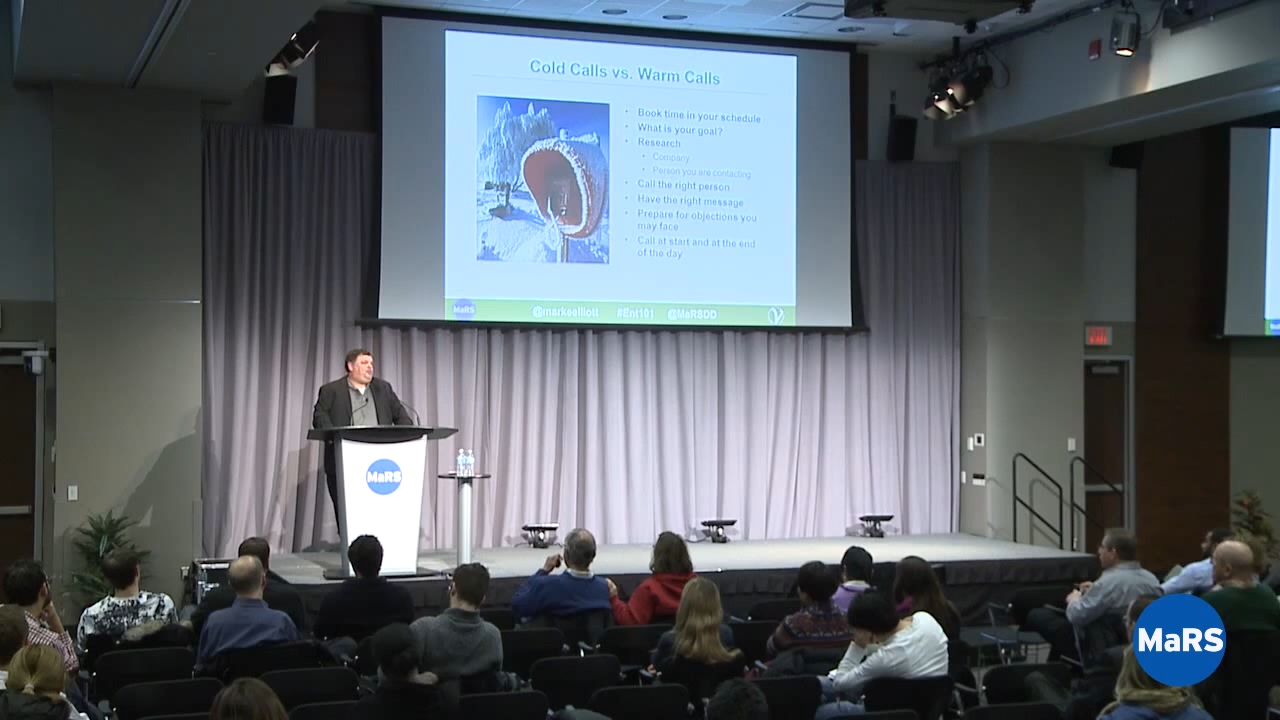 Cold Calls vs. Warm Calls
Book time in your schedule
What is your goal?
Research
Company
Person you are contacting
Call the right person
Have the right message
Prepare for objections you
may face
Call at start and at the end
of the day
MaRS
@markeelliott #Ent101 @MaRSDD
EXIT
MaRS
MaRS